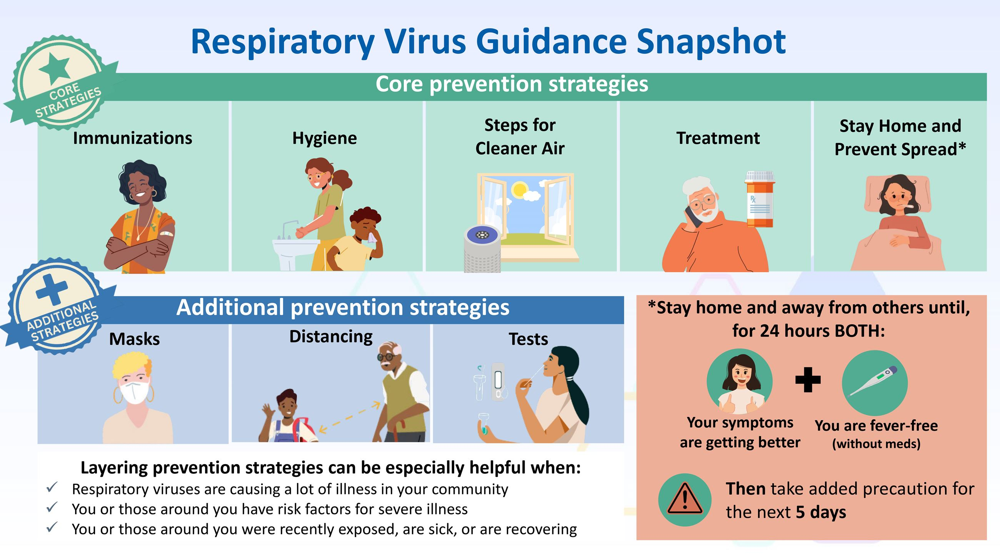 Respiratory Virus Guidance Snapshot
CORE
STRATEGIES
Core prevention strategies
Immunizations
Hygiene
Steps for
Cleaner Air
Treatment
Stay Home and
Prevent Spread*
Rx
ADDITIONAL
STRATEGIES
Additional prevention strategies
Masks
Distancing
Tests
Layering prevention strategies can be especially helpful when:
✓ Respiratory viruses are causing a lot of illness in your community
✓ You or those around you have risk factors for severe illness
✓ You or those around you were recently exposed, are sick, or are recovering
*Stay home and away from others until,
for 24 hours BOTH:
Your symptoms
are getting better
You are fever-free
(without meds)
Then take added precaution for
the next 5 days